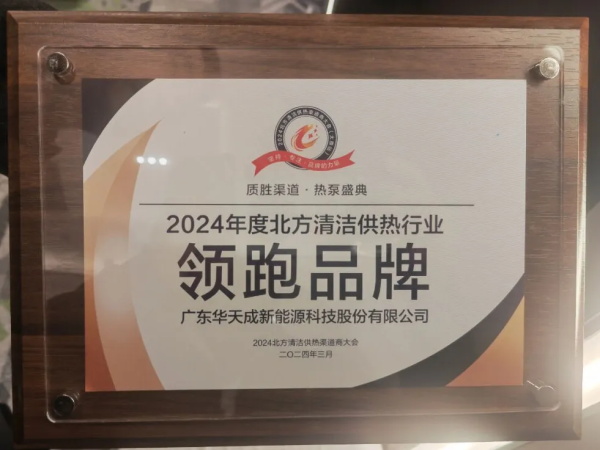 质胜渠道·热泵盛典
2024年度北方清洁供热行业
领跑品牌
广东华天成新能源科技股份有限公司
2024北方清洁供热渠道商大会
二〇二四年三月